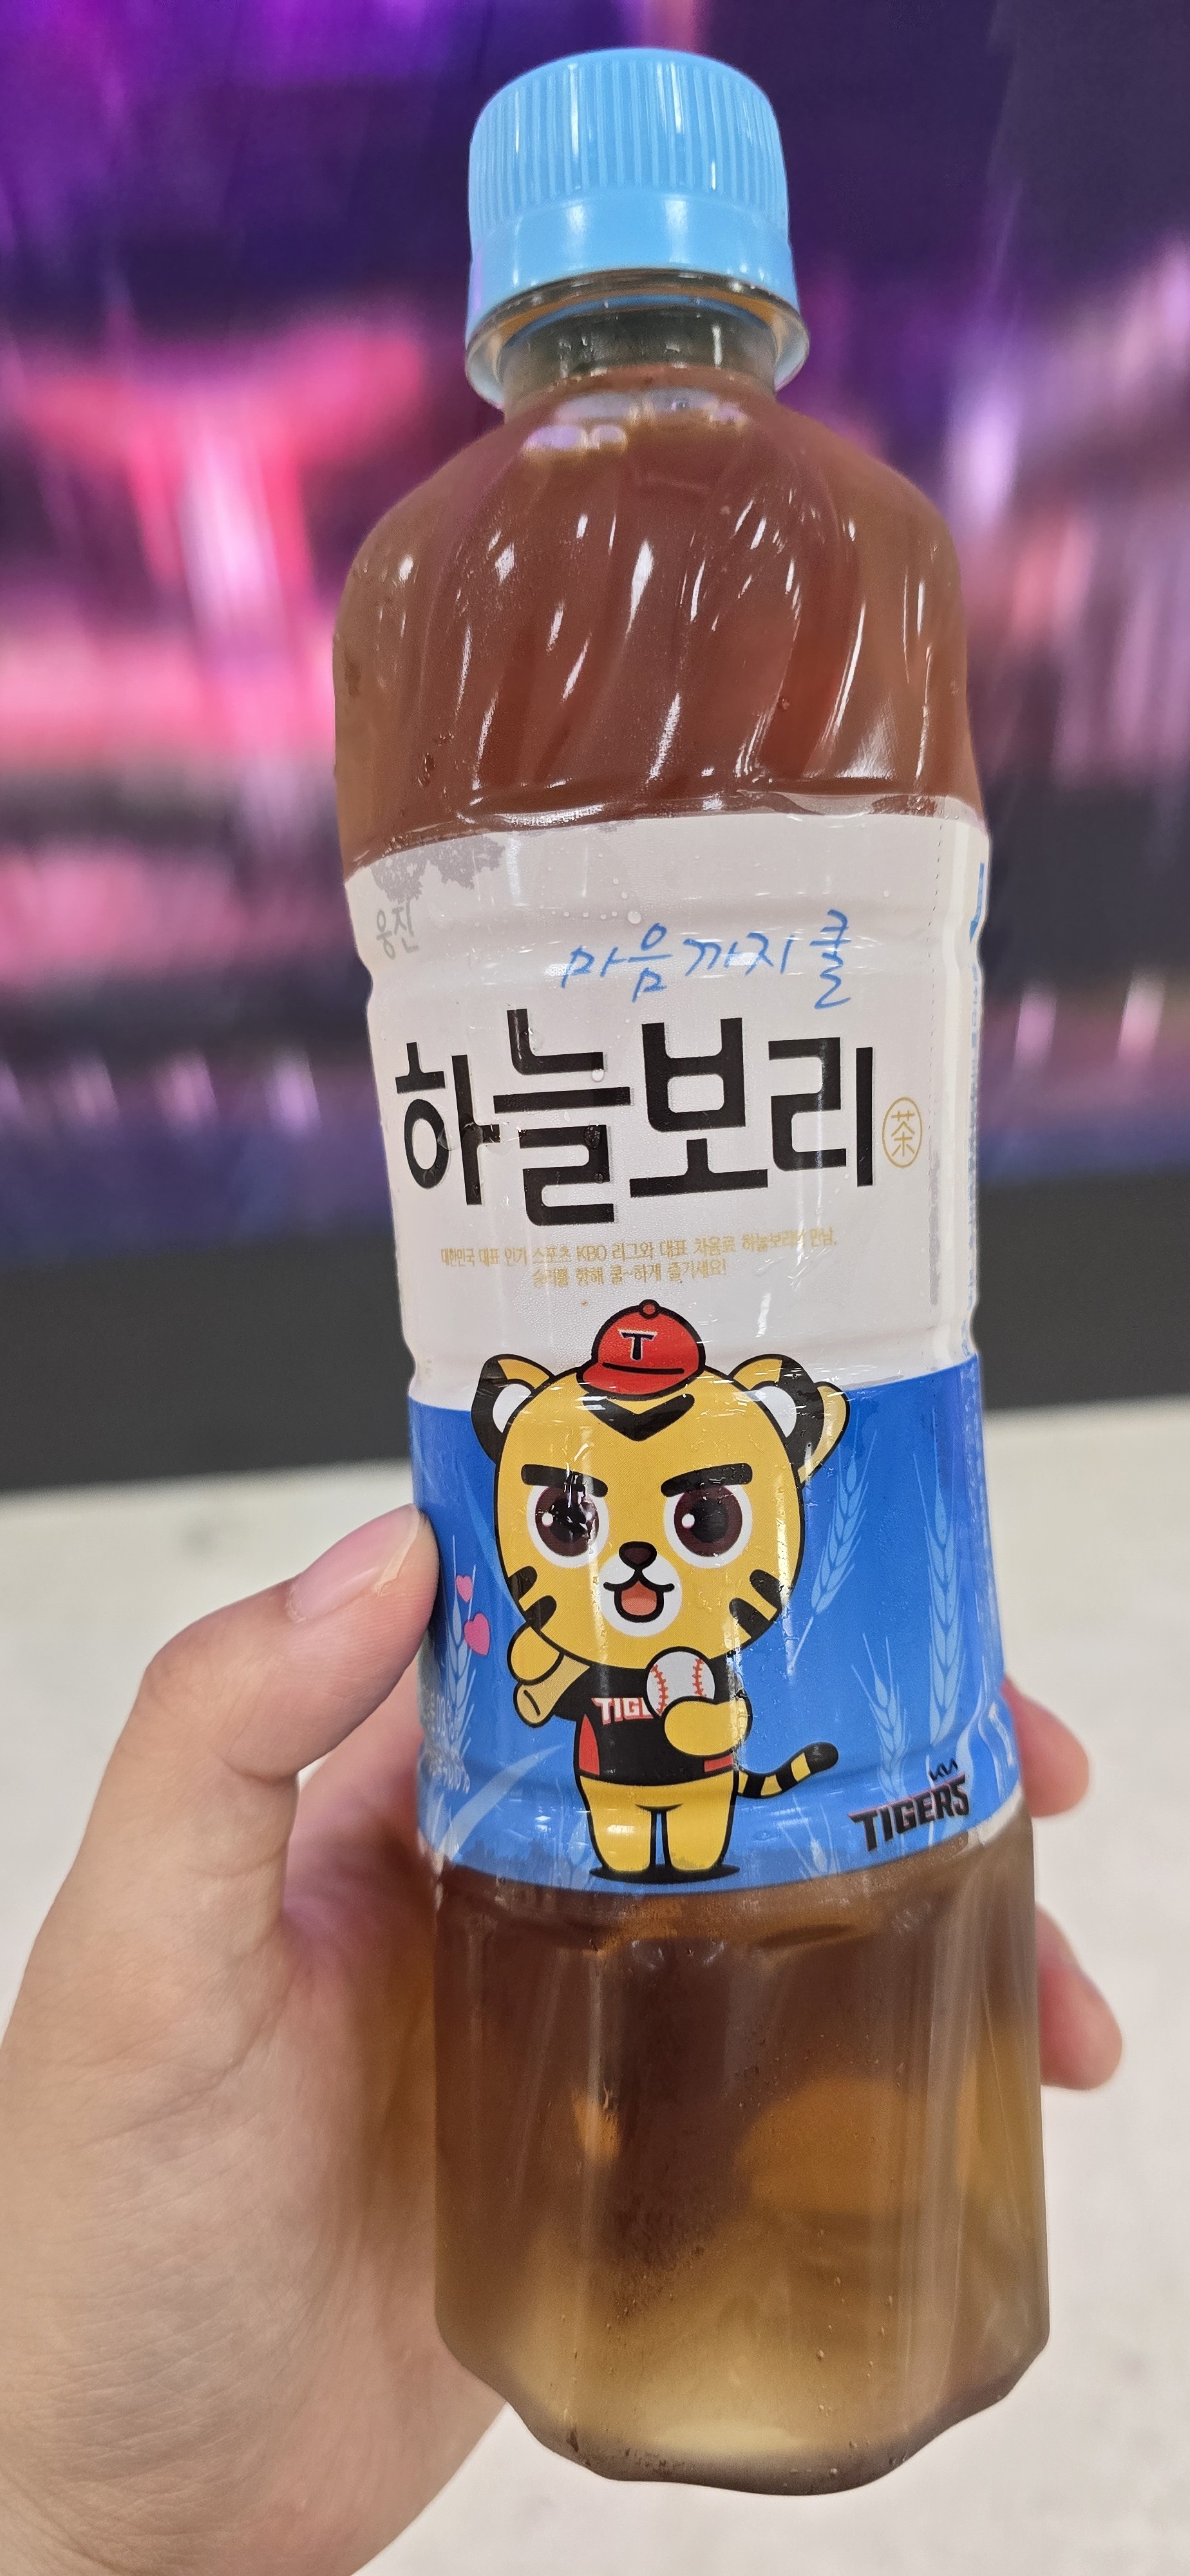 웅진
마음까지 쿨
하늘보리 茶
대한민국 대표 인기 스포츠 KBO 리그와 대표 차음료 하늘보리의 만남,
승리를 향해 쿨~하게 즐기세요!
T
TIGE
KIA
TIGERS